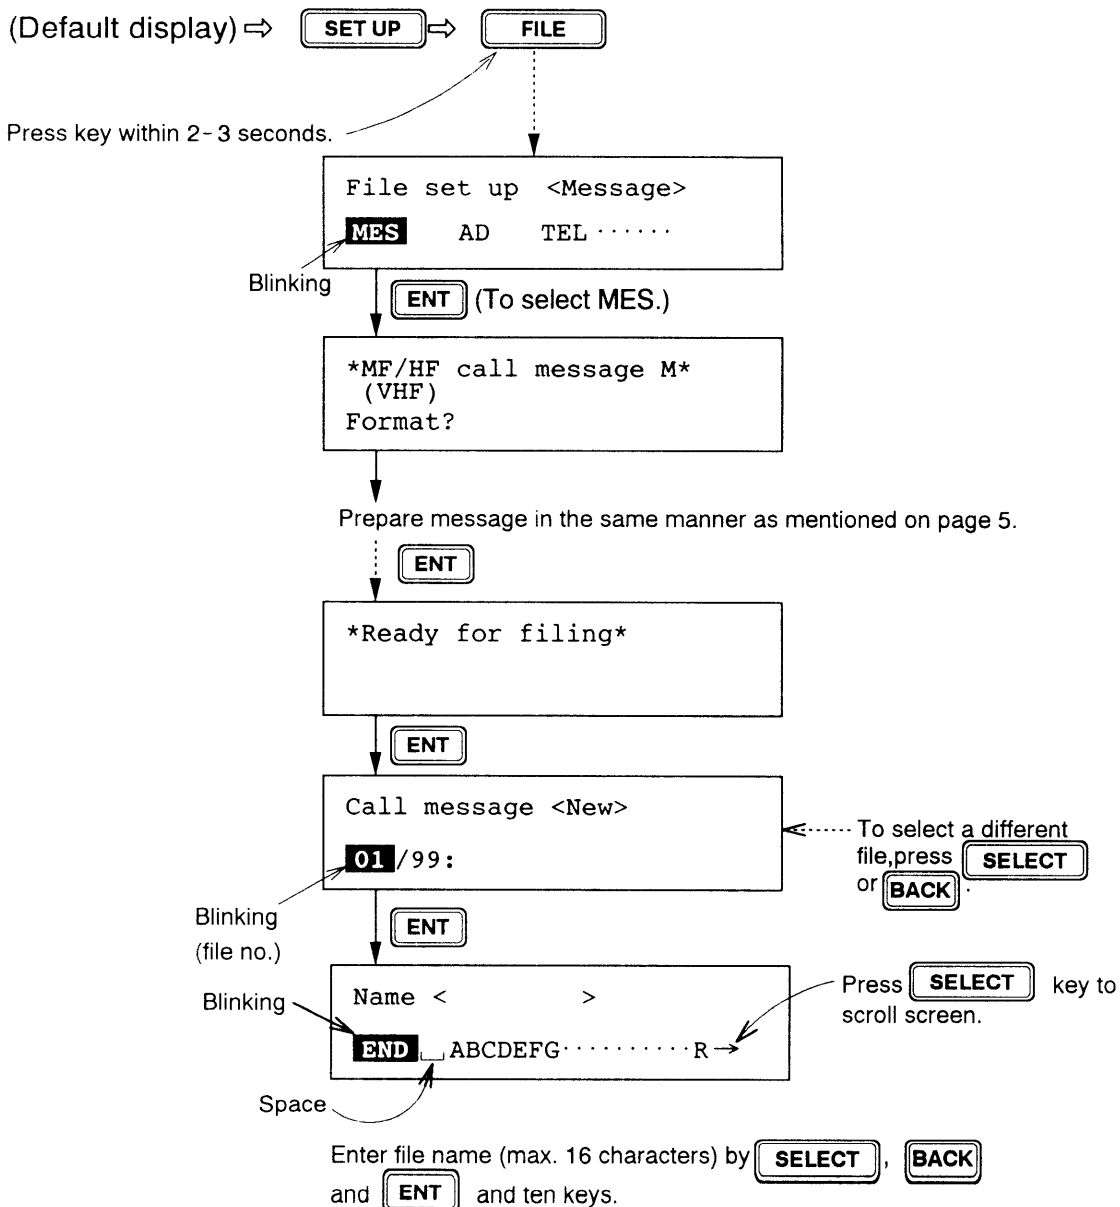 (Default display) ⇨ SET UP ⇨ FILE
Press key within 2-3 seconds.
File set up <Message>
MES AD TEL ······
Blinking
ENT (To select MES.)
*MF/HF call message M*
(VHF)
Format?
Prepare message in the same manner as mentioned on page 5.
ENT
*Ready for filing*
ENT
Call message <New>
01/99:
To select a different
file,press SELECT
or BACK.
Blinking
(file no.)
ENT
Name < >
END ␣ ABCDEFG··········R→
Blinking
Space
Press SELECT key to
scroll screen.
Enter file name (max. 16 characters) by SELECT, BACK
and ENT and ten keys.